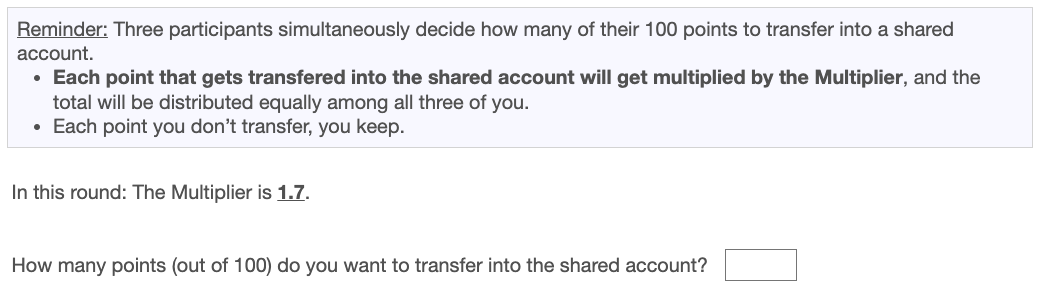 Reminder: Three participants simultaneously decide how many of their 100 points to transfer into a shared
account.
• Each point that gets transfered into the shared account will get multiplied by the Multiplier, and the
total will be distributed equally among all three of you.
• Each point you don’t transfer, you keep.
In this round: The Multiplier is 1.7.
How many points (out of 100) do you want to transfer into the shared account?